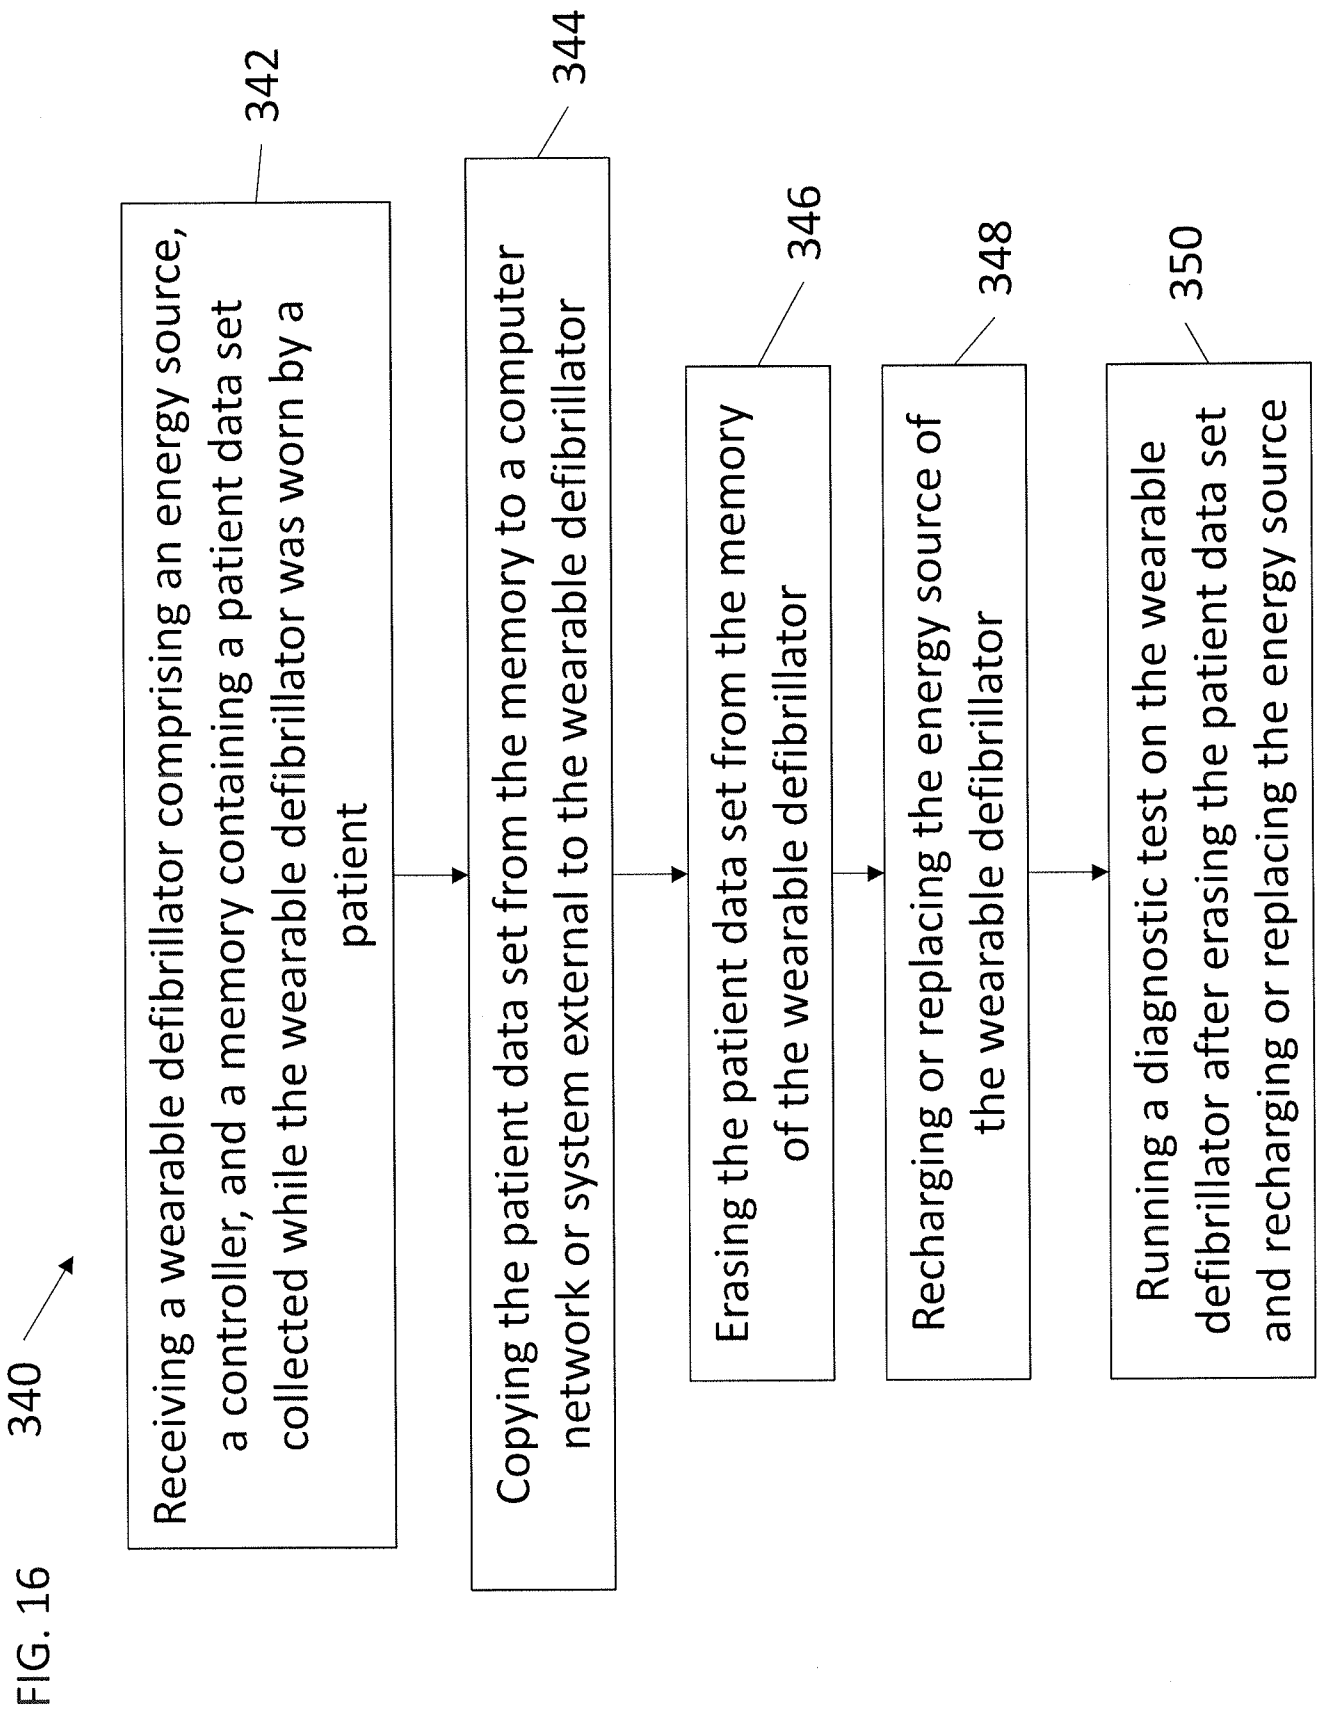 FIG. 16
340
Receiving a wearable defibrillator comprising an energy source,
a controller, and a memory containing a patient data set
collected while the wearable defibrillator was worn by a
patient
342
Copying the patient data set from the memory to a computer
network or system external to the wearable defibrillator
344
Erasing the patient data set from the memory
of the wearable defibrillator
346
Recharging or replacing the energy source of
the wearable defibrillator
348
Running a diagnostic test on the wearable
defibrillator after erasing the patient data set
and recharging or replacing the energy source
350